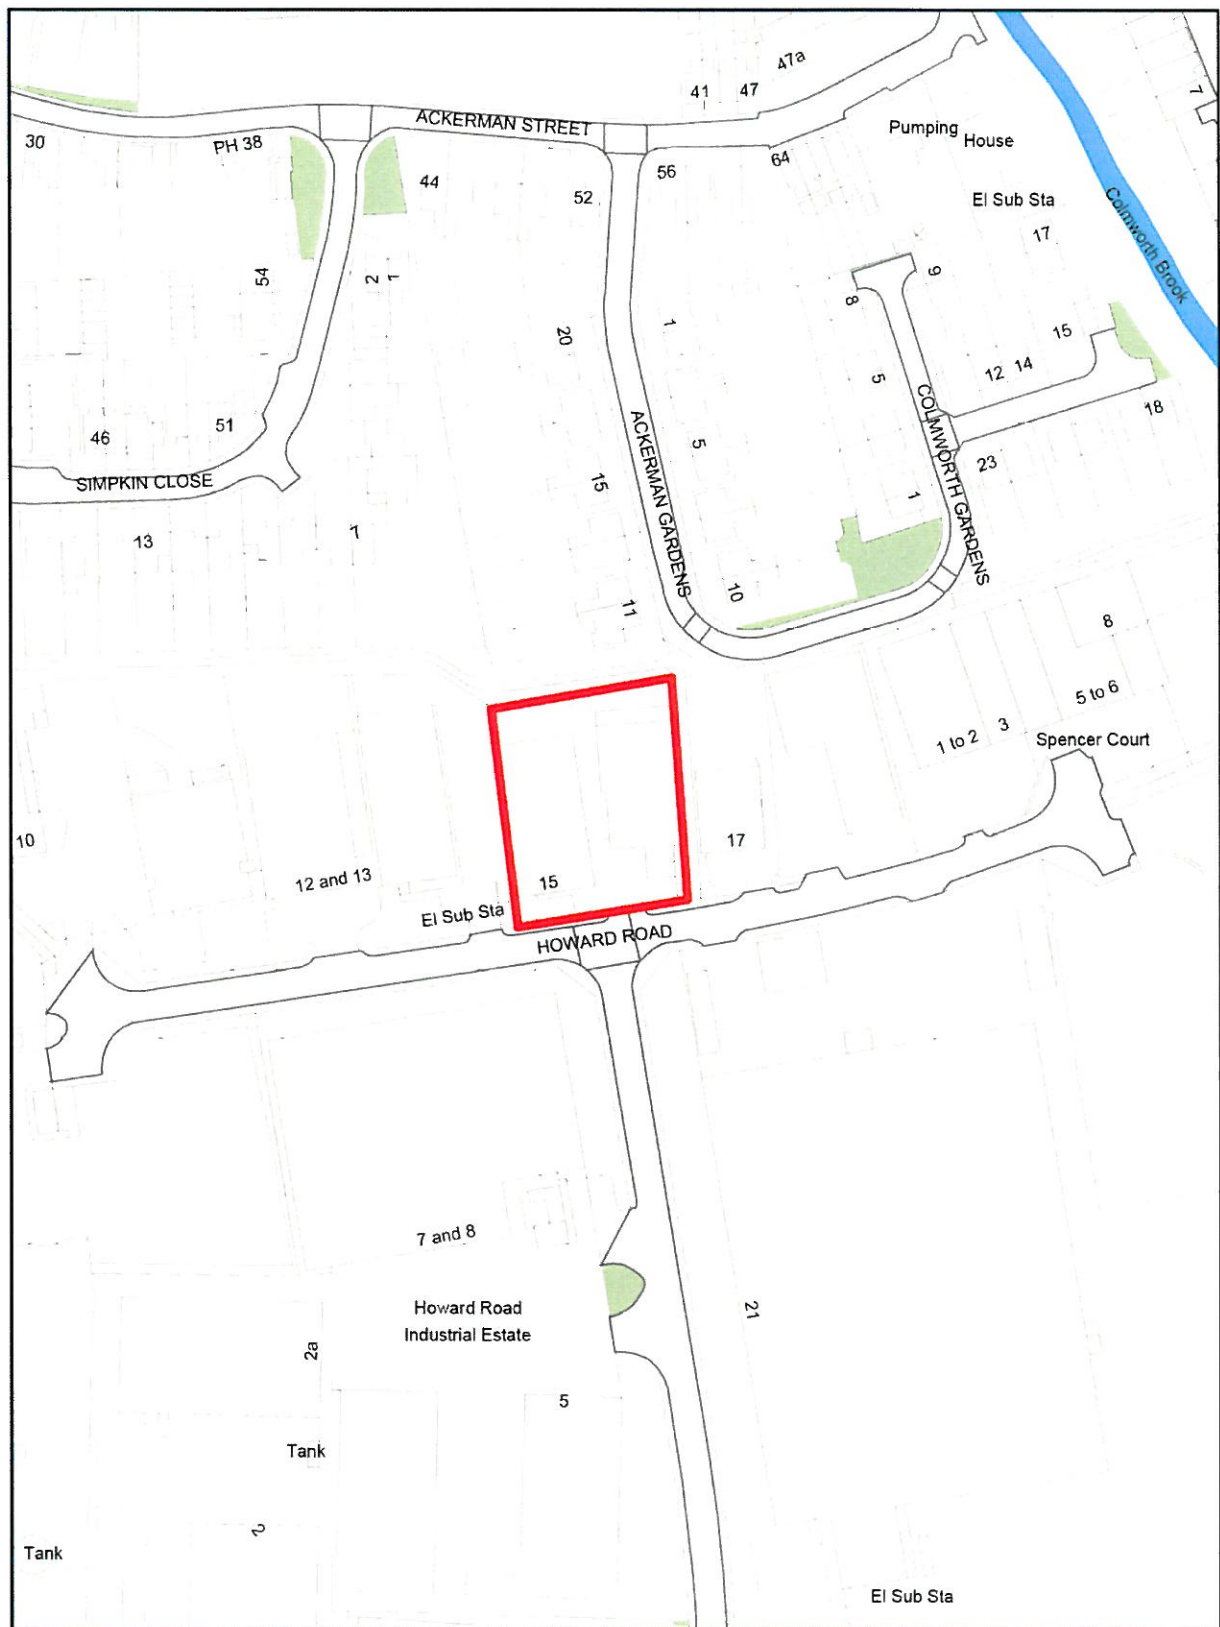 47a
41
47
7
ACKERMAN STREET
30
PH 38
Pumping
House
44
52
56
64
El Sub Sta
17
Colmworth Brook
54
2
1
8
9
20
1
15
5
12
14
18
COLMWORTH GARDENS
46
51
SIMPKIN CLOSE
ACKERMAN GARDENS
5
23
15
1
13
7
11
10
8
5 to 6
3
1 to 2
Spencer Court
10
17
12 and 13
15
El Sub Sta
HOWARD ROAD
7 and 8
Howard Road
Industrial Estate
21
2a
5
Tank
2
Tank
El Sub Sta